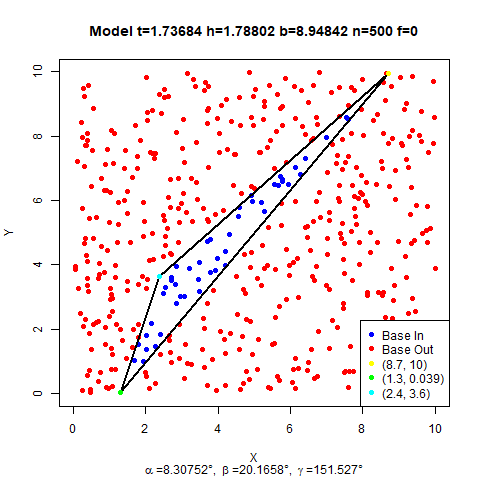 Model t=1.73684 h=1.78802 b=8.94842 n=500 f=0
10
8
6
4
2
0
Y
Base In
Base Out
(8.7, 10)
(1.3, 0.039)
(2.4, 3.6)
0 2 4 6 8 10
X
α=8.30752°, β=20.1658°, γ=151.527°